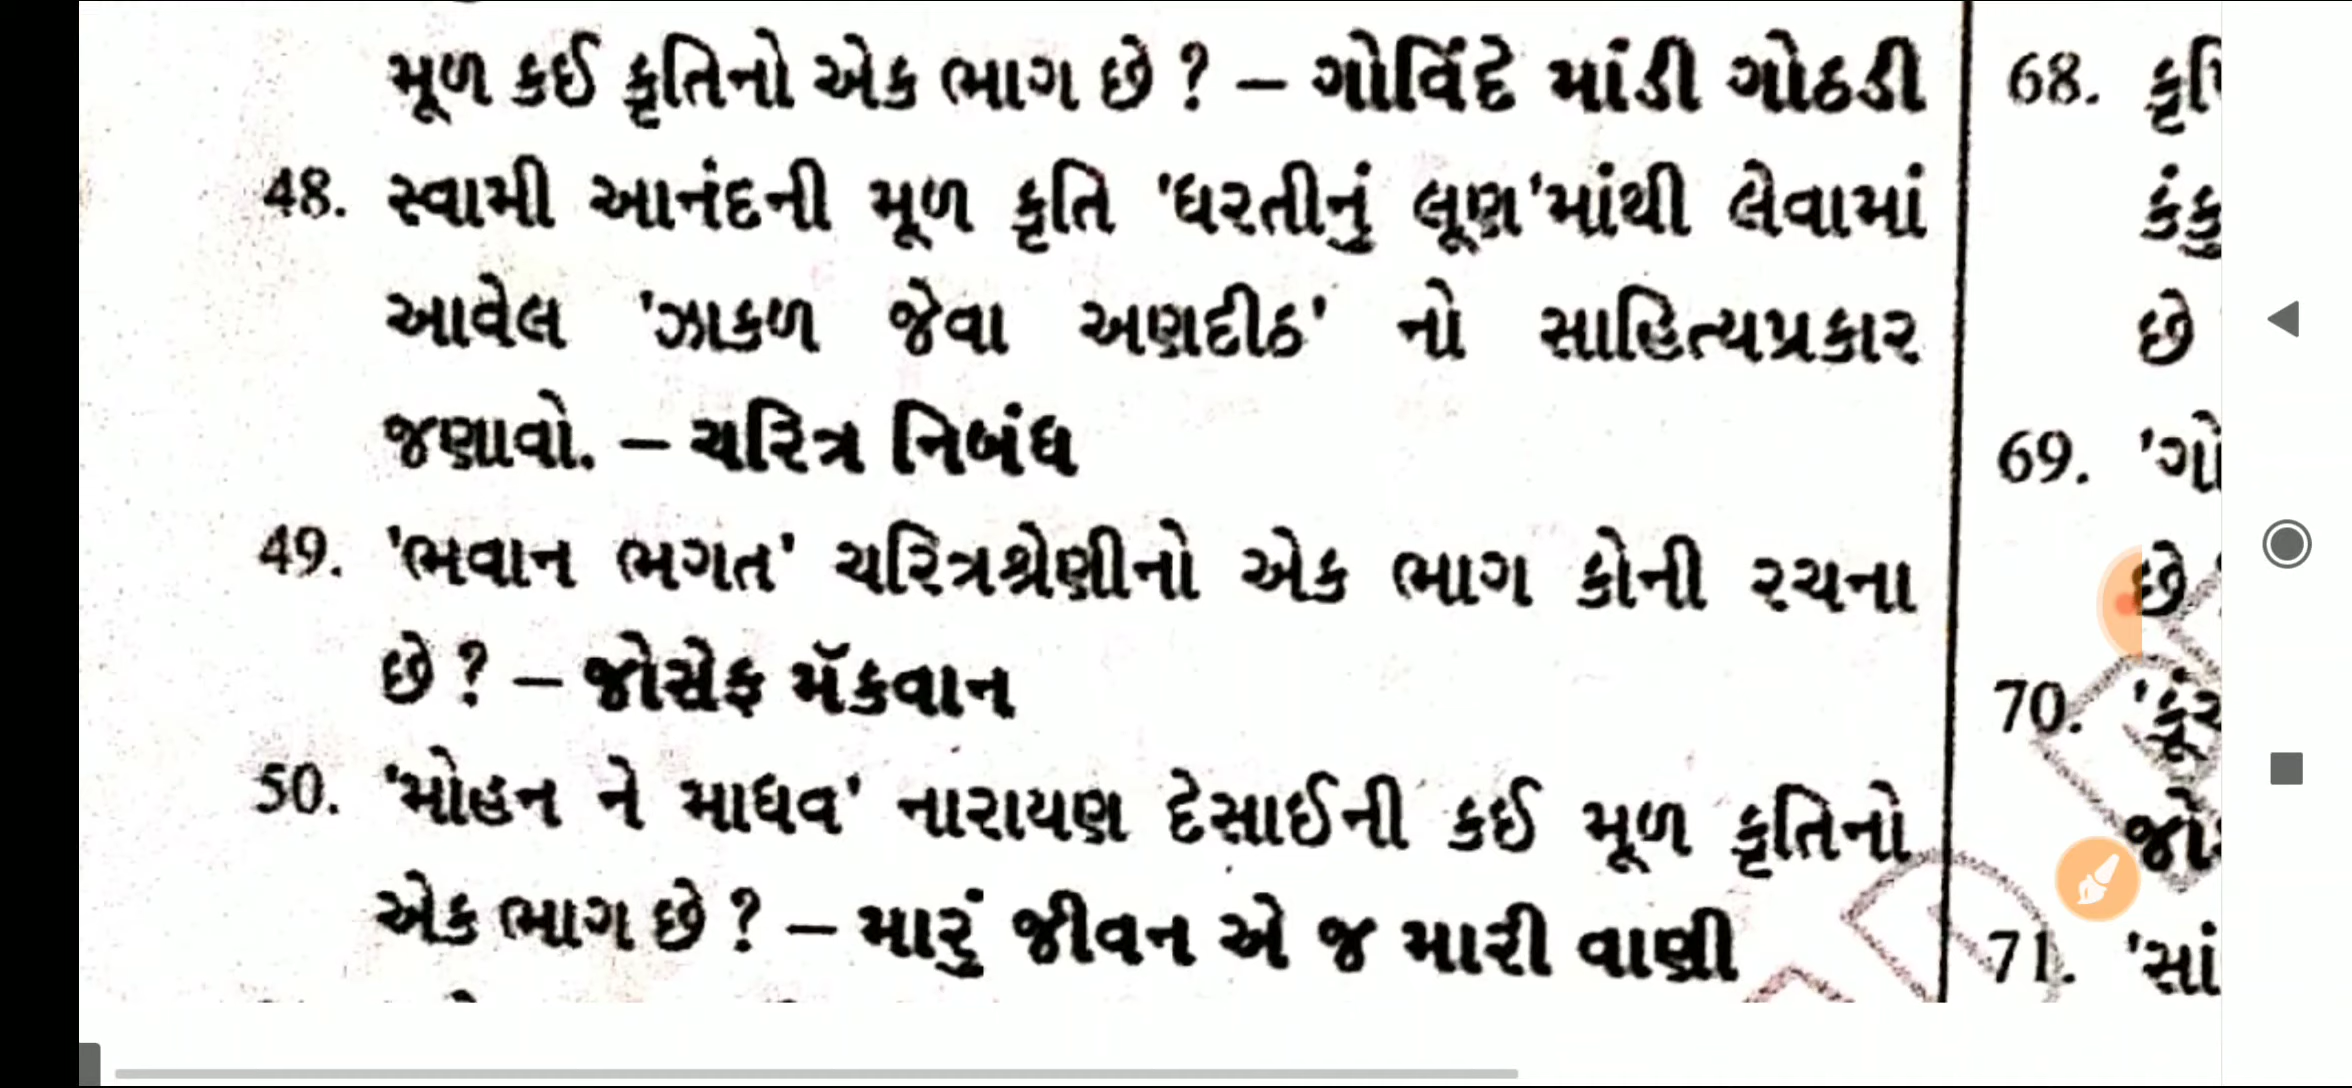 મૂળ કઈ કૃતિનો એક ભાગ છે ? – ગોવિંદે માંડી ગોઠડી
48. સ્વામી આનંદની મૂળ કૃતિ 'ધરતીનું લૂણ'માંથી લેવામાં
આવેલ 'ઝાકળ જેવા અણદીઠ' નો સાહિત્યપ્રકાર
જણાવો. – ચરિત્ર નિબંધ
49. 'ભવાન ભગત' ચરિત્રશ્રેણીનો એક ભાગ કોની રચના
છે ? – જોસેફ મૅકવાન
50. 'મોહન ને માધવ' નારાયણ દેસાઈની કઈ મૂળ કૃતિનો
એક ભાગ છે ? – મારું જીવન એ જ મારી વાણી
68.
છે
69.
છે
70.
71.